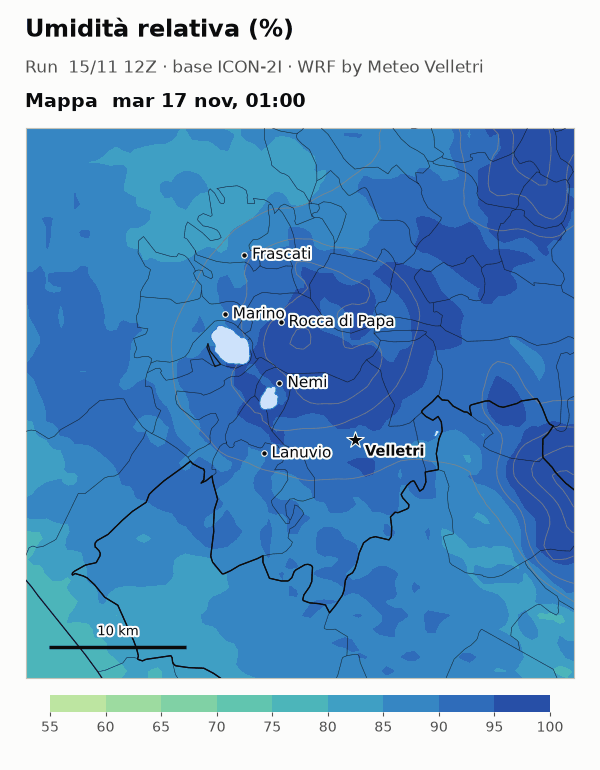 Umidità relativa (%)
Run  15/11 12Z · base ICON-2I · WRF by Meteo Velletri
Mappa  mar 17 nov, 01:00
Frascati
Marino
Rocca di Papa
Nemi
Velletri
Lanuvio
10 km
55 60 65 70 75 80 85 90 95 100